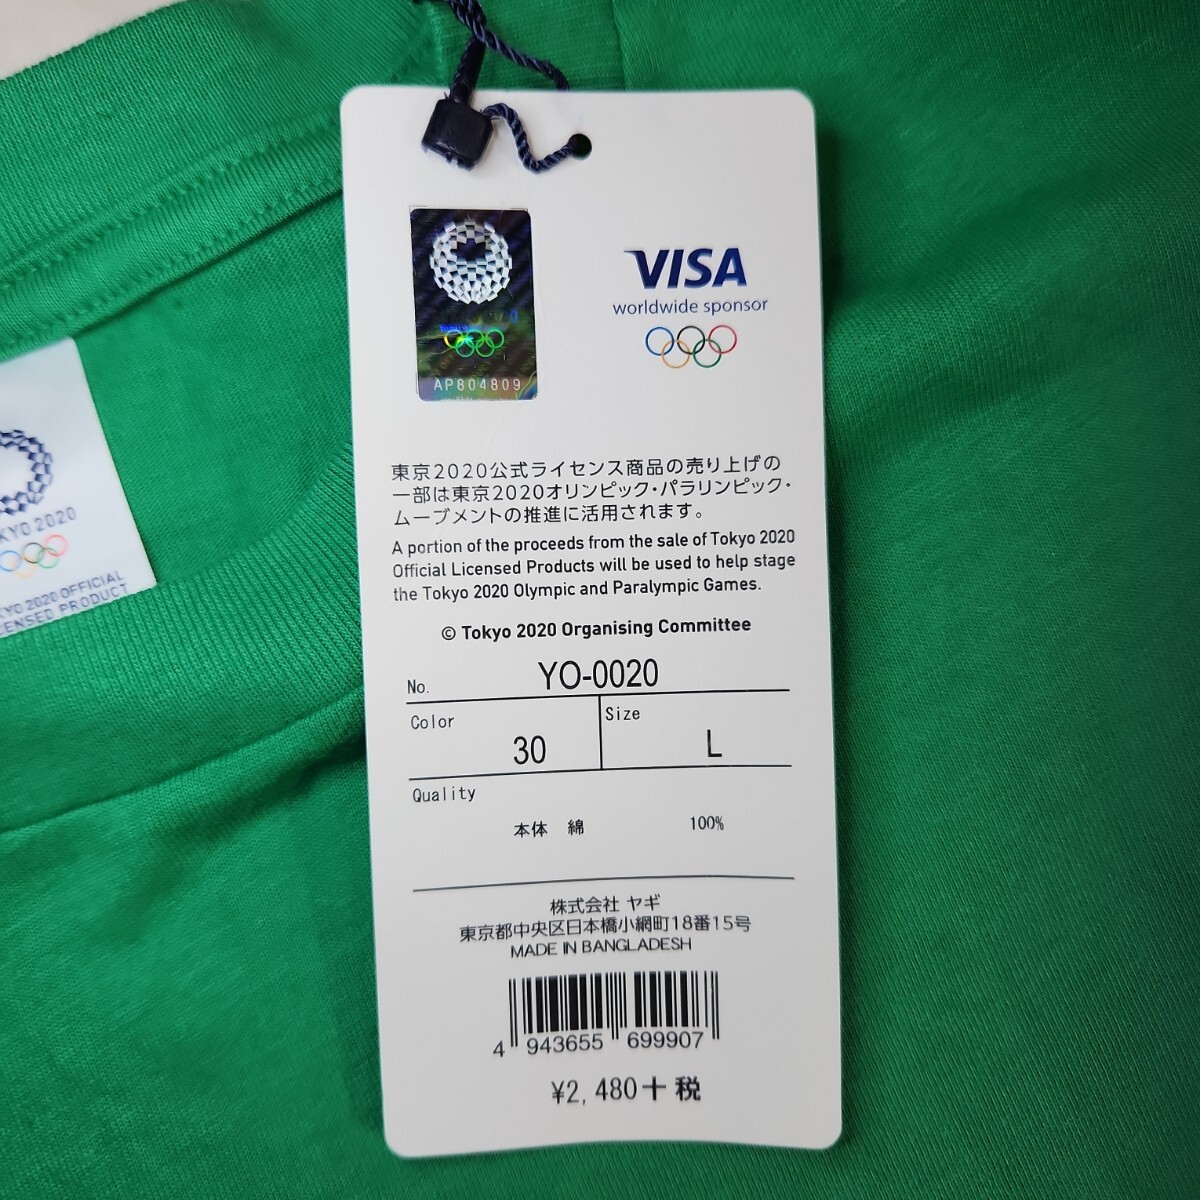 AP804809
VISA
worldwide sponsor
東京2020公式ライセンス商品の売り上げの
一部は東京2020オリンピック・パラリンピック・
ムーブメントの推進に活用されます。
A portion of the proceeds from the sale of Tokyo 2020
Official Licensed Products will be used to help stage
the Tokyo 2020 Olympic and Paralympic Games.
© Tokyo 2020 Organising Committee
No. YO-0020
Color 30 Size L
Quality
本体 綿 100%
株式会社 ヤギ
東京都中央区日本橋小網町18番15号
MADE IN BANGLADESH
4 943655 699907
¥2,480+税
KYO 2020
KYO 2020 OFFICIAL
ENSED PRODUCT